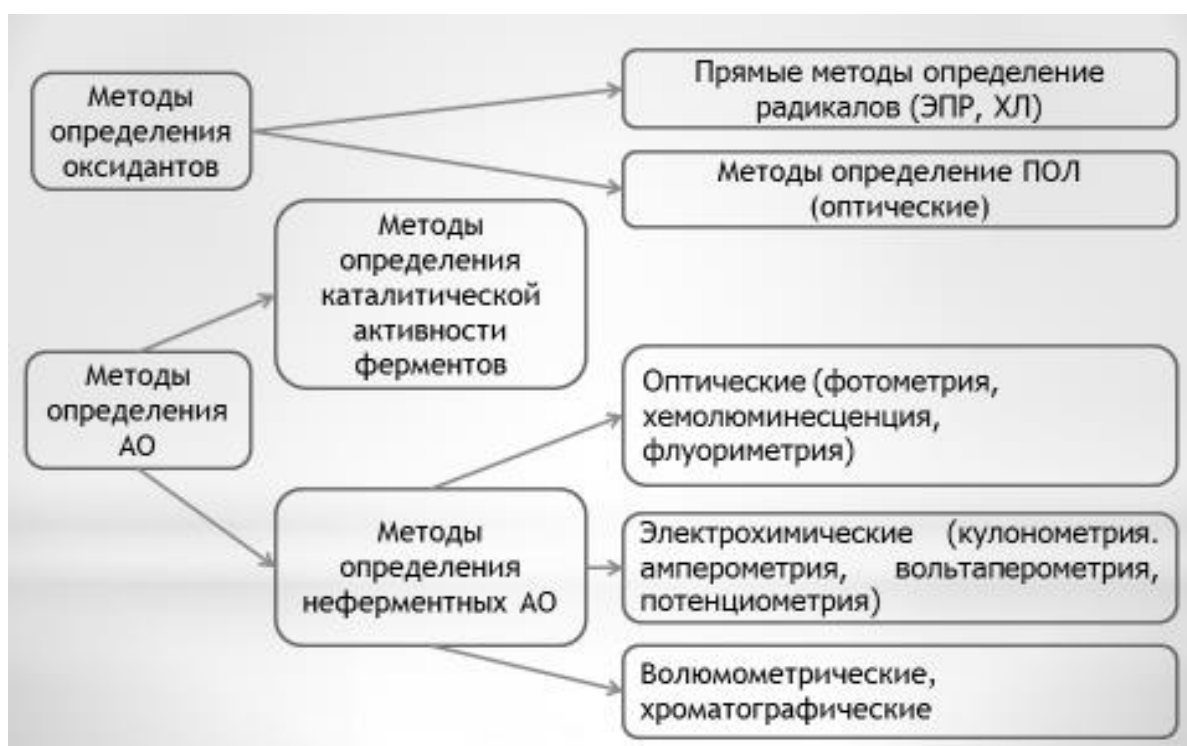 Методы
определения
оксидантов
Прямые методы определение
радикалов (ЭПР, ХЛ)
Методы определение ПОЛ
(оптические)
Методы
определения
каталитической
активности
ферментов
Методы
определения
АО
Оптические (фотометрия,
хемолюминесценция,
флуориметрия)
Методы
определения
неферментных АО
Электрохимические (кулонометрия.
амперометрия, вольтаперометрия,
потенциометрия)
Волюмометрические,
хроматографические